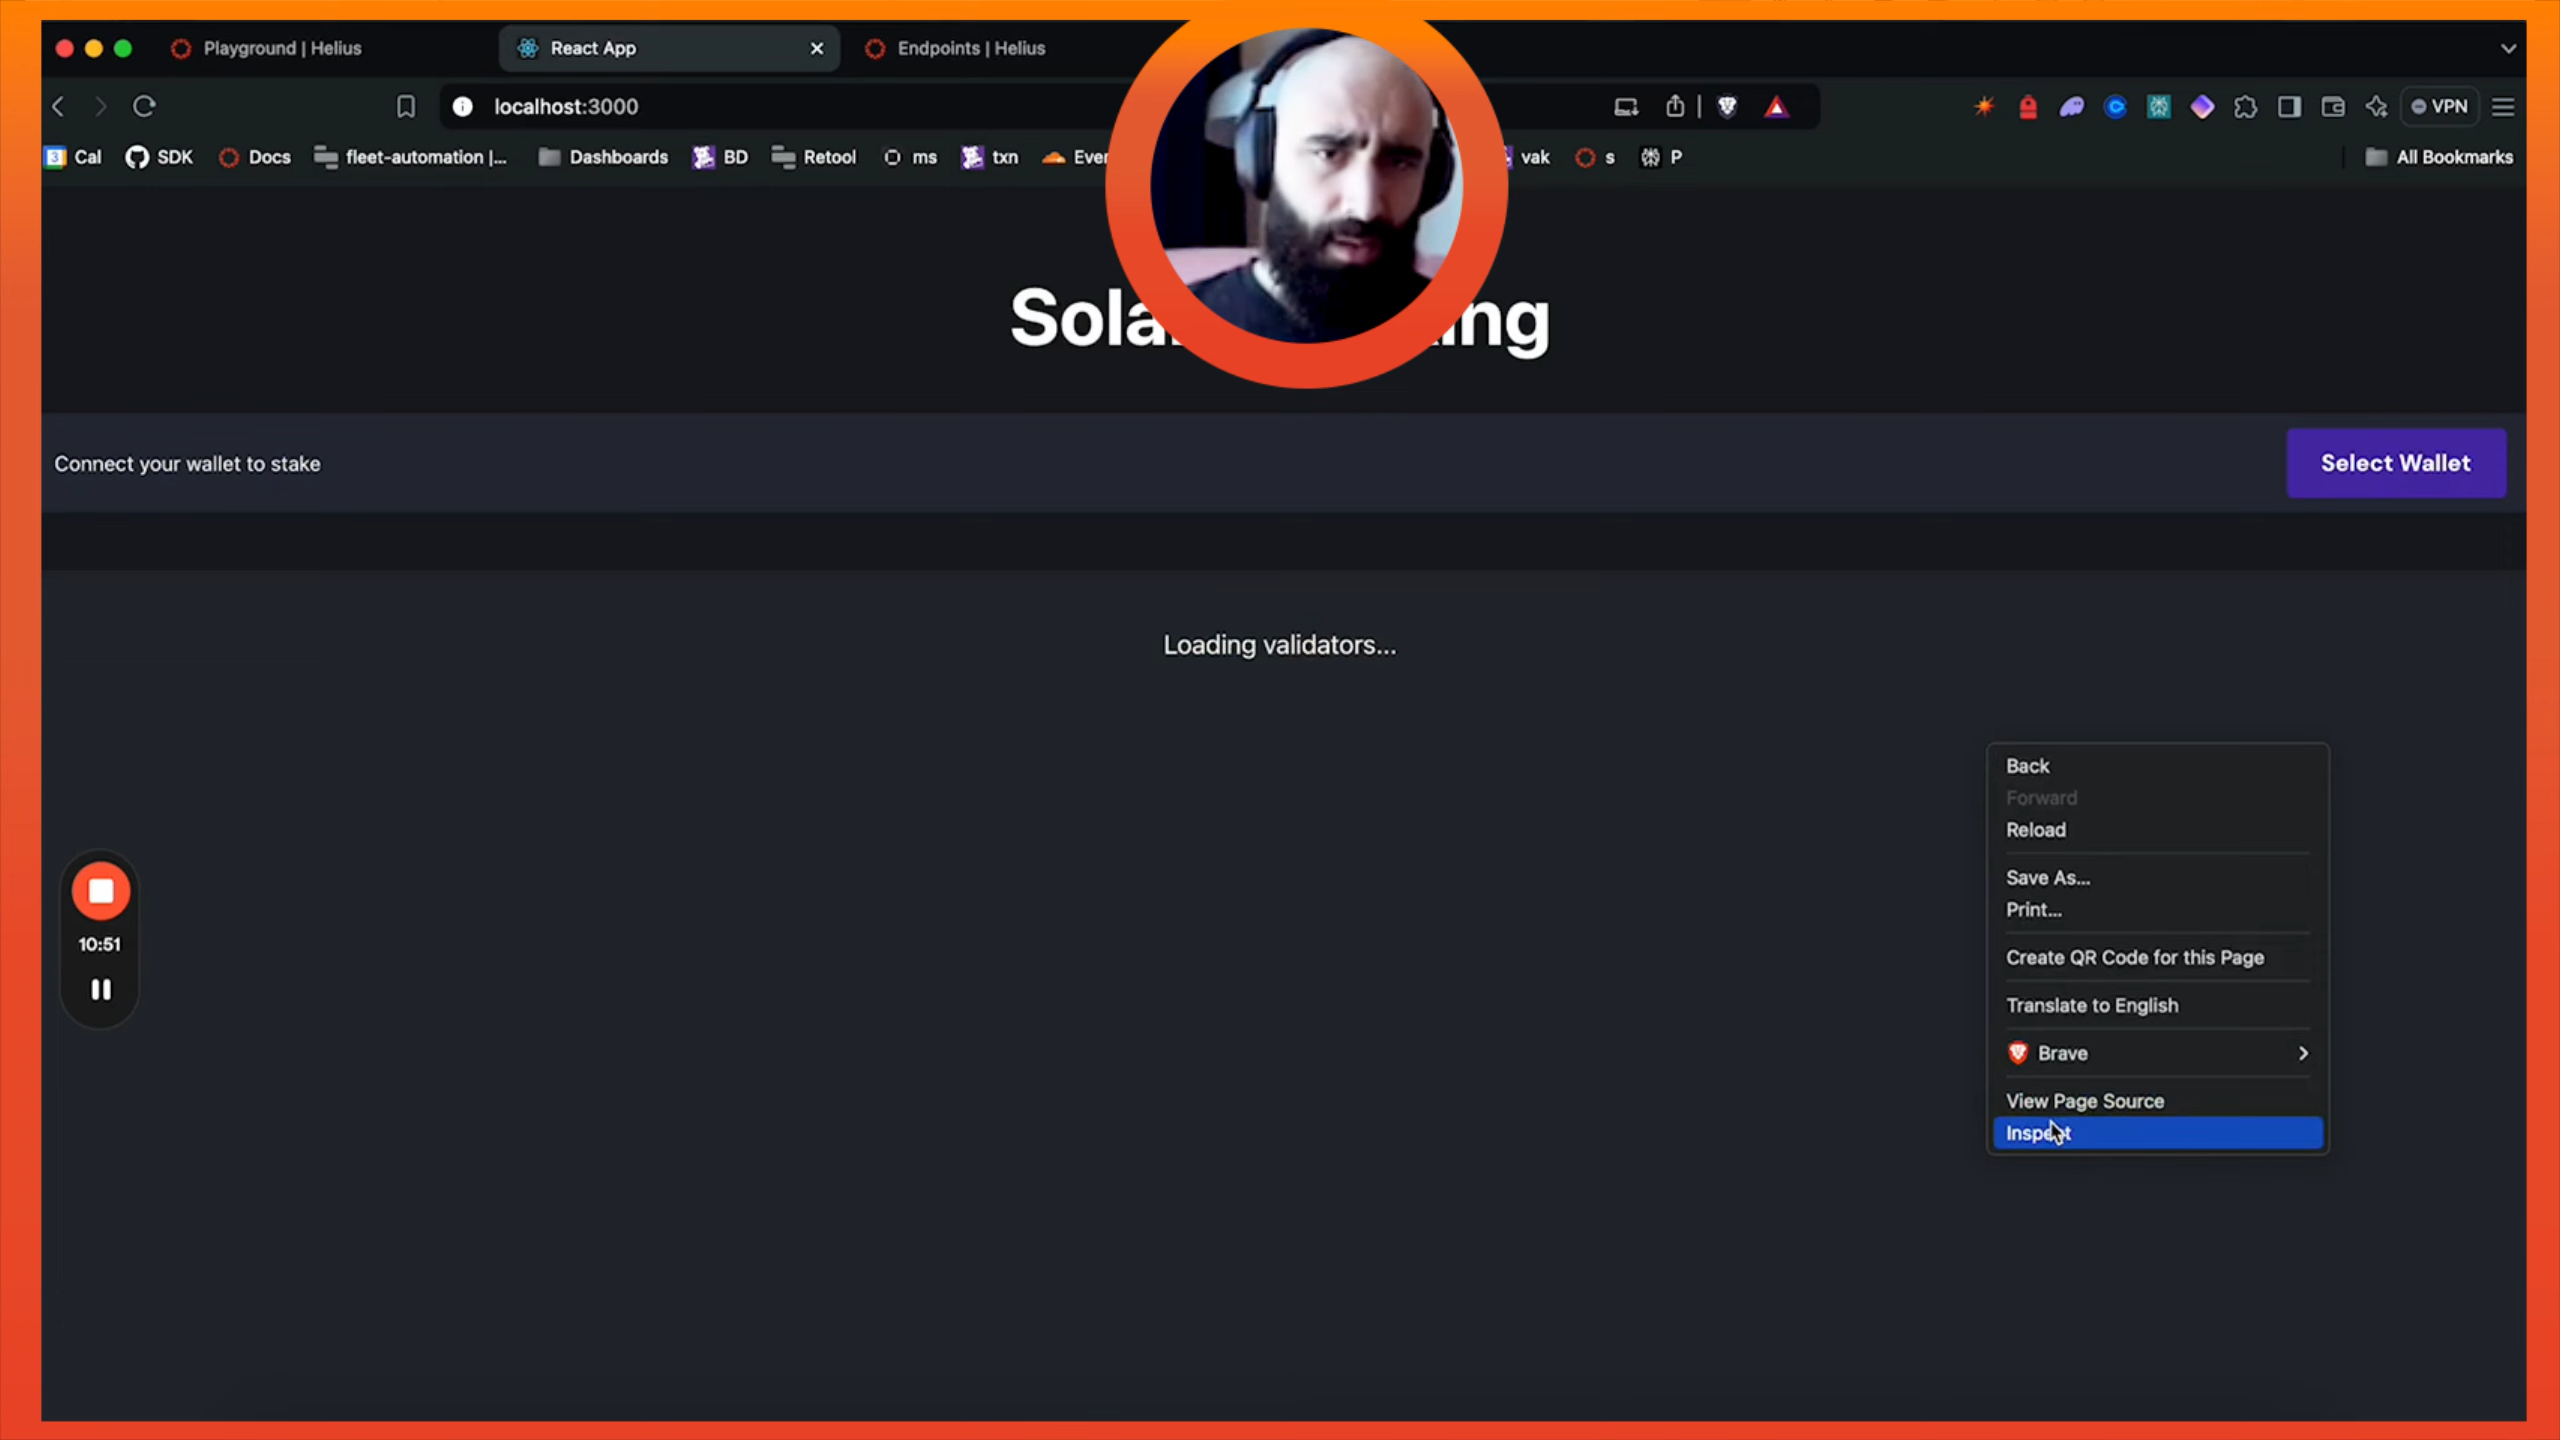 Playground | Helius
React App
Endpoints | Helius
localhost:3000
VPN
3 Cal
SDK
Docs
fleet-automation |...
Dashboards
BD
Retool
ms
txn
vak
s
P
All Bookmarks
Connect your wallet to stake
Select Wallet
Loading validators...
Back
Forward
Reload
Save As...
Print...
Create QR Code for this Page
Translate to English
Brave
View Page Source
Inspect
10:51